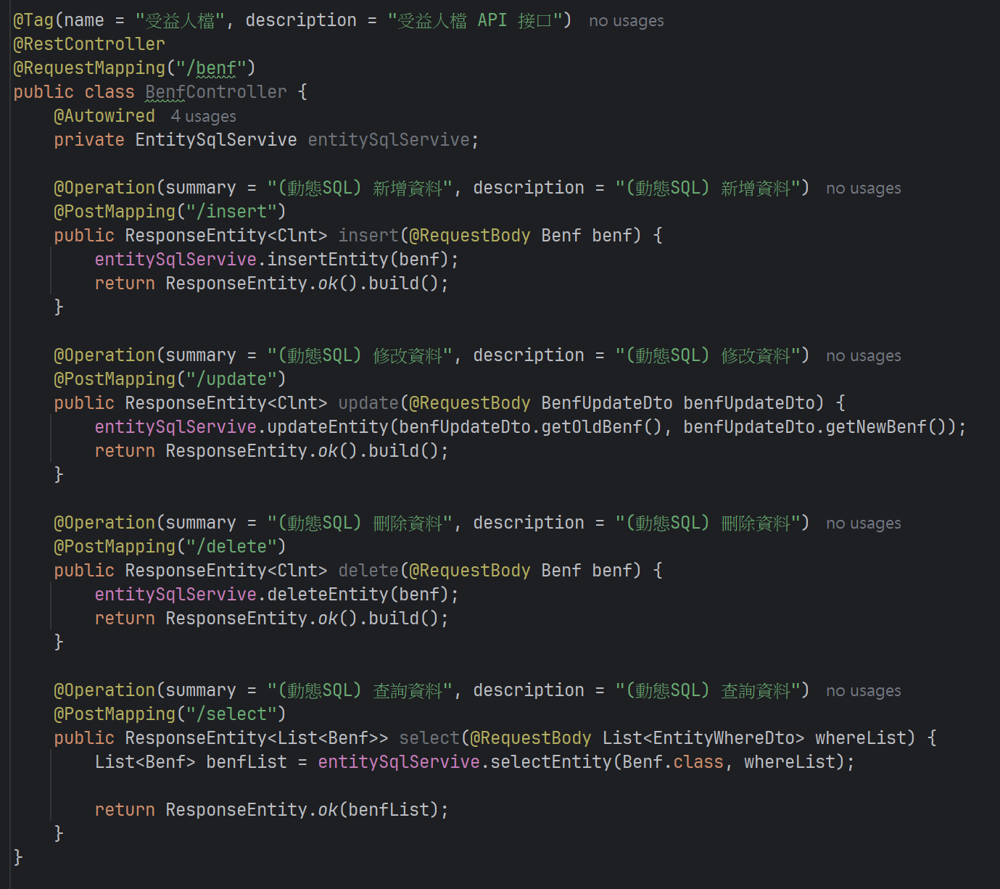 @Tag(name = "受益人檔", description = "受益人檔 API 接口") no usages
@RestController
@RequestMapping("/benf")
public class BenfController {
@Autowired 4 usages
private EntitySqlServive entitySqlServive;
@Operation(summary = "(動態SQL) 新增資料", description = "(動態SQL) 新增資料") no usages
@PostMapping("/insert")
public ResponseEntity<Clnt> insert(@RequestBody Benf benf) {
entitySqlServive.insertEntity(benf);
return ResponseEntity.ok().build();
}
@Operation(summary = "(動態SQL) 修改資料", description = "(動態SQL) 修改資料") no usages
@PostMapping("/update")
public ResponseEntity<Clnt> update(@RequestBody BenfUpdateDto benfUpdateDto) {
entitySqlServive.updateEntity(benfUpdateDto.getOldBenf(), benfUpdateDto.getNewBenf());
return ResponseEntity.ok().build();
}
@Operation(summary = "(動態SQL) 刪除資料", description = "(動態SQL) 刪除資料") no usages
@PostMapping("/delete")
public ResponseEntity<Clnt> delete(@RequestBody Benf benf) {
entitySqlServive.deleteEntity(benf);
return ResponseEntity.ok().build();
}
@Operation(summary = "(動態SQL) 查詢資料", description = "(動態SQL) 查詢資料") no usages
@PostMapping("/select")
public ResponseEntity<List<Benf>> select(@RequestBody List<EntityWhereDto> whereList) {
List<Benf> benfList = entitySqlServive.selectEntity(Benf.class, whereList);
return ResponseEntity.ok(benfList);
}
}